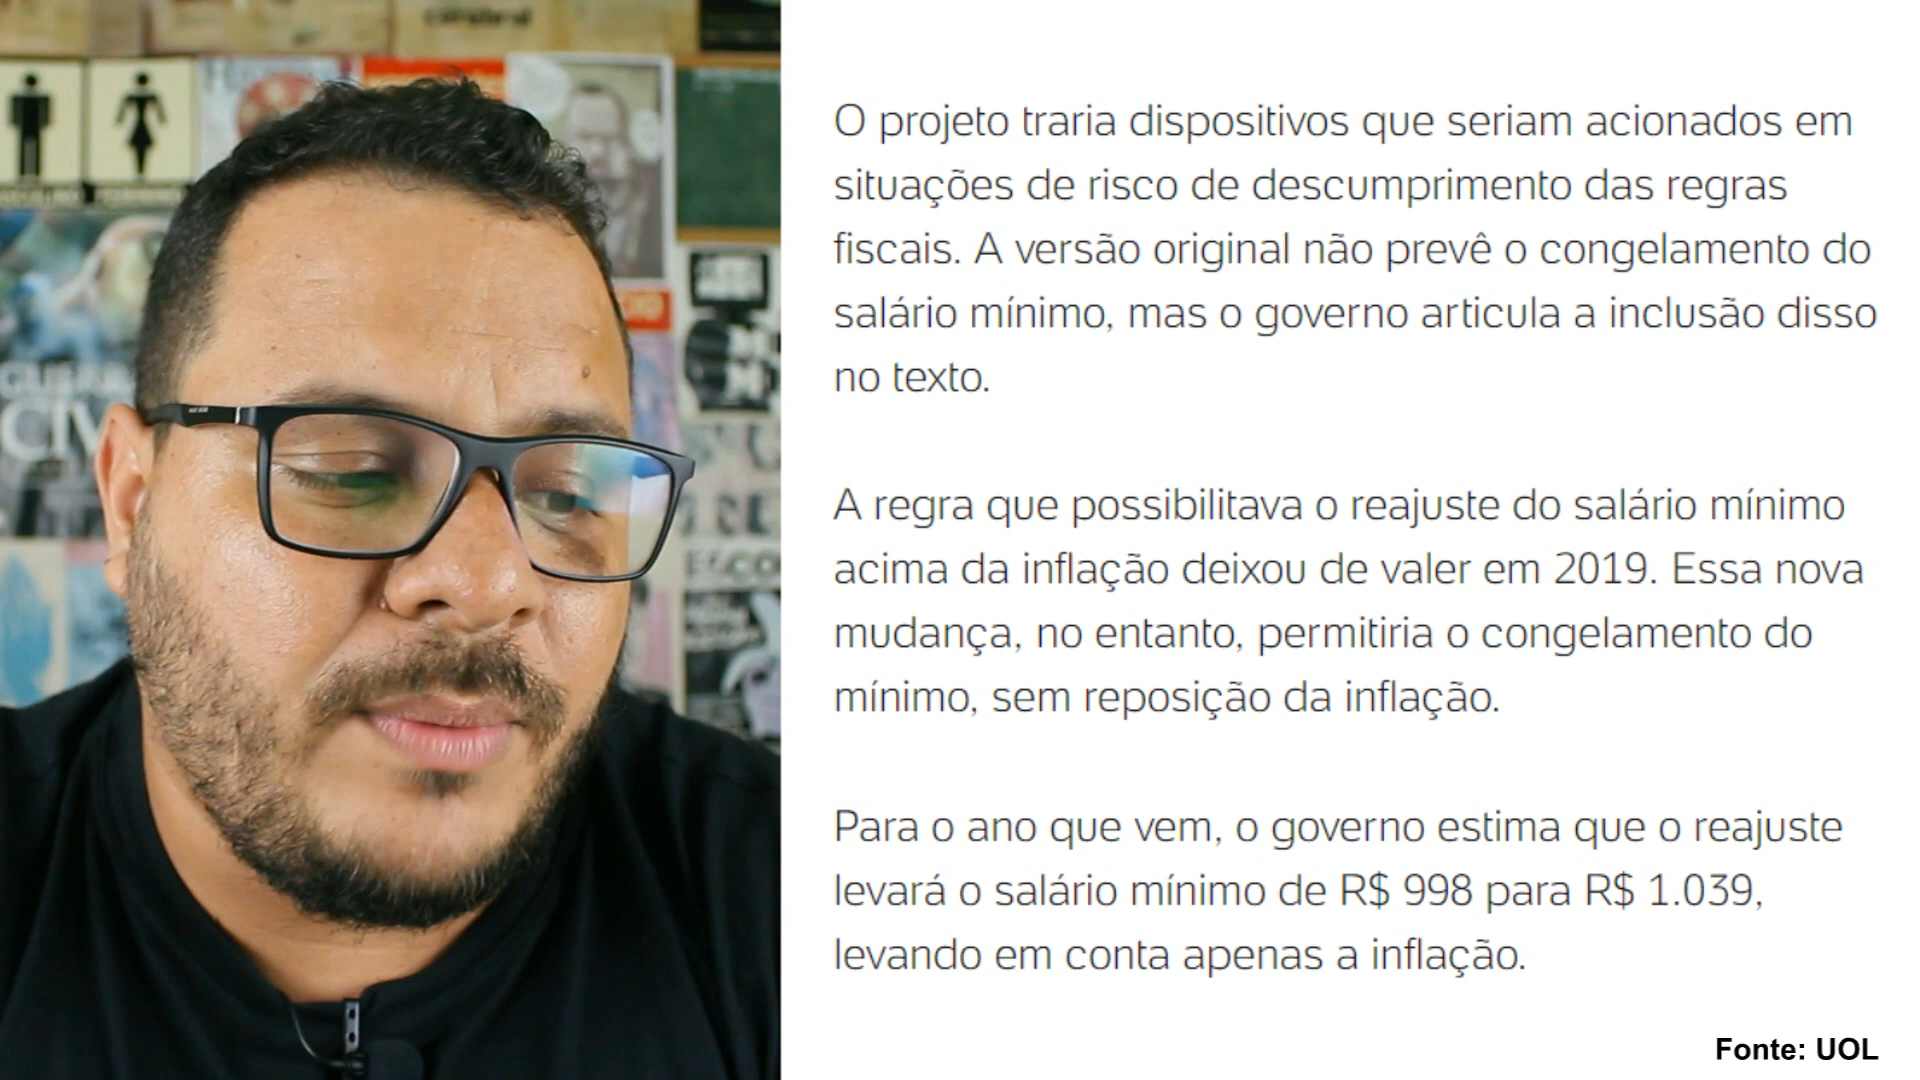 O projeto traria dispositivos que seriam acionados em
situações de risco de descumprimento das regras
fiscais. A versão original não prevê o congelamento do
salário mínimo, mas o governo articula a inclusão disso
no texto.
A regra que possibilitava o reajuste do salário mínimo
acima da inflação deixou de valer em 2019. Essa nova
mudança, no entanto, permitiria o congelamento do
mínimo, sem reposição da inflação.
Para o ano que vem, o governo estima que o reajuste
levará o salário mínimo de R$ 998 para R$ 1.039,
levando em conta apenas a inflação.
Fonte: UOL